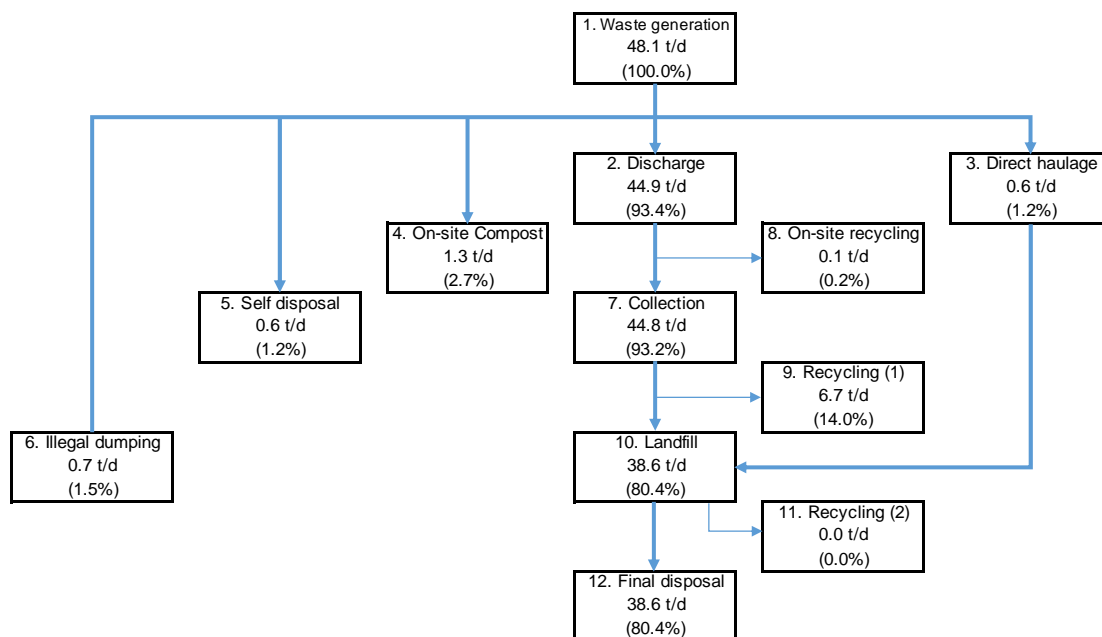 1. Waste generation
48.1 t/d
(100.0%)
2. Discharge
44.9 t/d
(93.4%)
3. Direct haulage
0.6 t/d
(1.2%)
4. On-site Compost
1.3 t/d
(2.7%)
5. Self disposal
0.6 t/d
(1.2%)
6. Illegal dumping
0.7 t/d
(1.5%)
8. On-site recycling
0.1 t/d
(0.2%)
7. Collection
44.8 t/d
(93.2%)
9. Recycling (1)
6.7 t/d
(14.0%)
10. Landfill
38.6 t/d
(80.4%)
11. Recycling (2)
0.0 t/d
(0.0%)
12. Final disposal
38.6 t/d
(80.4%)